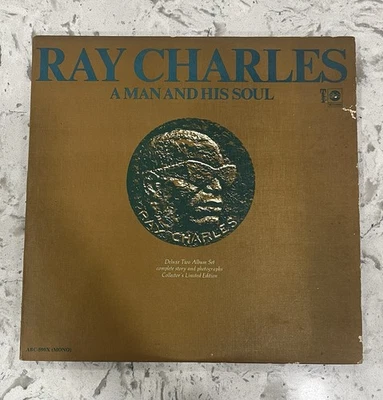 RAY CHARLES
A MAN AND HIS SOUL
RAY CHARLES
Deluxe Two Album Set
complete story and photographs
Collector's Limited Edition